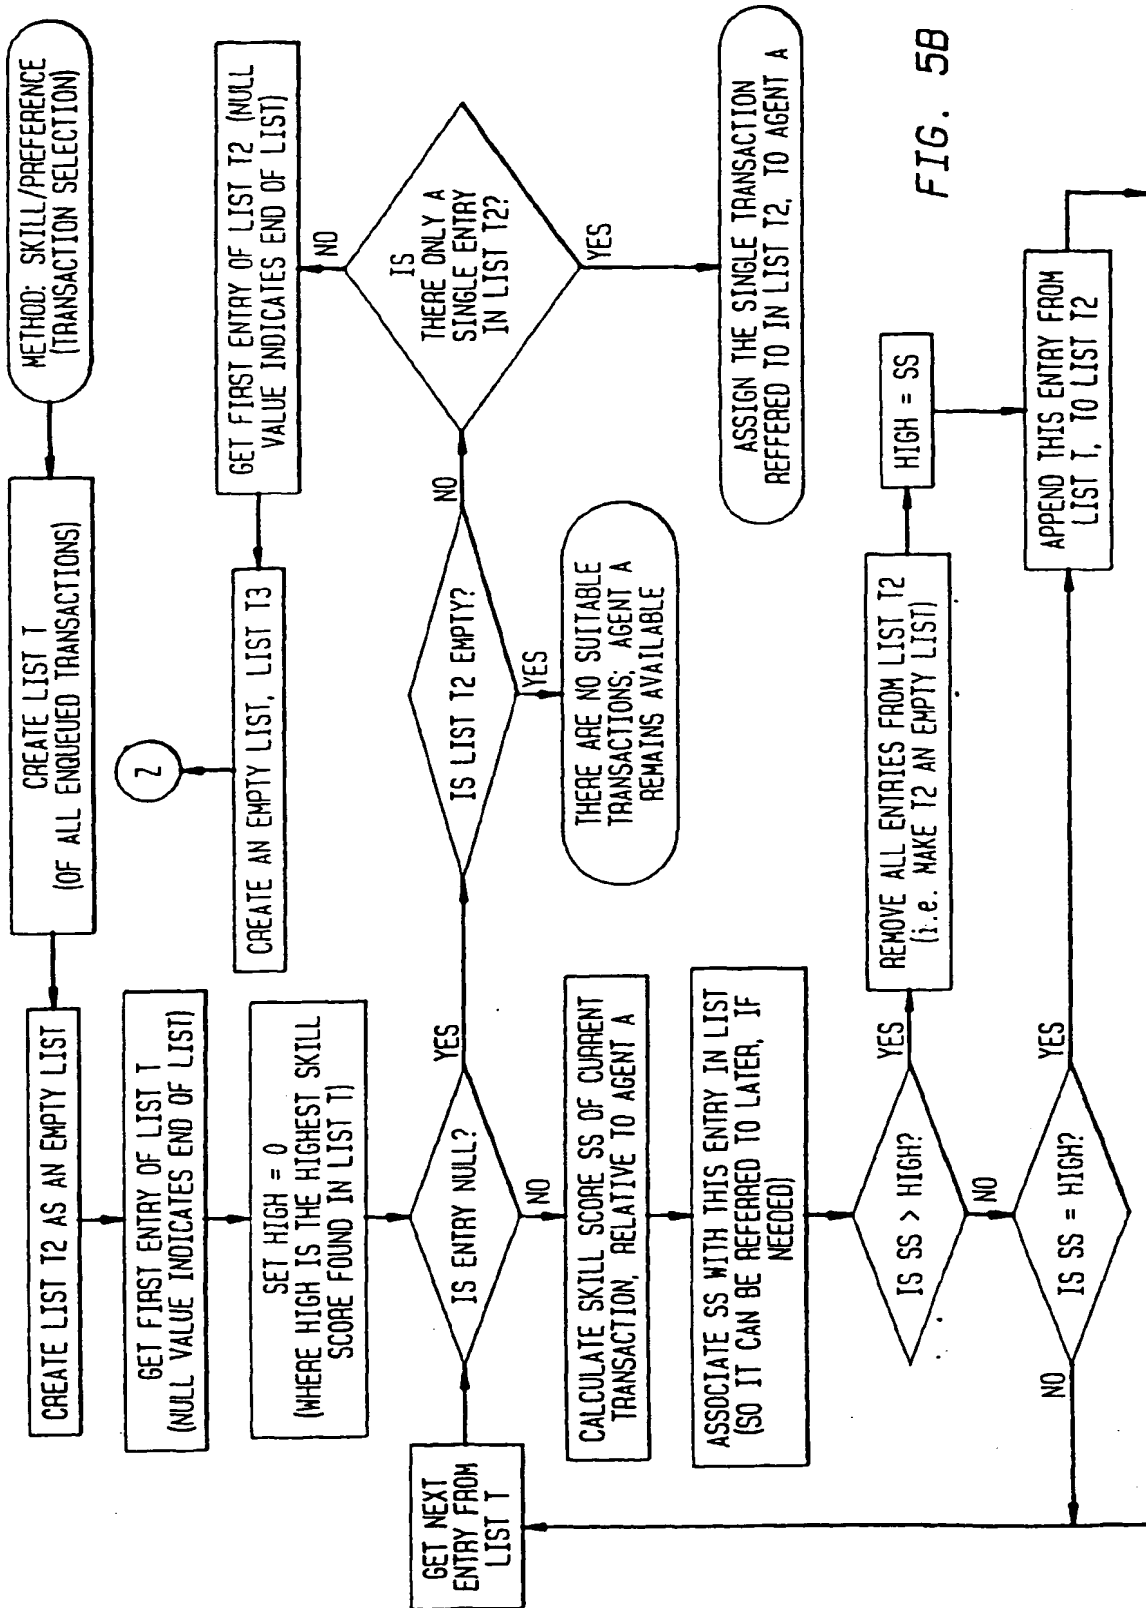 METHOD: SKILL/PREFERENCE
(TRANSACTION SELECTION)
CREATE LIST T
(OF ALL ENQUEUED TRANSACTIONS)
CREATE LIST T2 AS AN EMPTY LIST
GET FIRST ENTRY OF LIST T
(NULL VALUE INDICATES END OF LIST)
SET HIGH = 0
(WHERE HIGH IS THE HIGHEST SKILL
SCORE FOUND IN LIST T)
IS ENTRY NULL?
YES
NO
GET NEXT
ENTRY FROM
LIST T
CALCULATE SKILL SCORE SS OF CURRENT
TRANSACTION, RELATIVE TO AGENT A
ASSOCIATE SS WITH THIS ENTRY IN LIST
(SO IT CAN BE REFERRED TO LATER, IF
NEEDED)
IS SS > HIGH?
YES
NO
REMOVE ALL ENTRIES FROM LIST T2
(i.e. MAKE T2 AN EMPTY LIST)
HIGH = SS
IS SS = HIGH?
YES
NO
APPEND THIS ENTRY FROM
LIST T, TO LIST T2
IS LIST T2 EMPTY?
NO
YES
THERE ARE NO SUITABLE
TRANSACTIONS; AGENT A
REMAINS AVAILABLE
IS
THERE ONLY A
SINGLE ENTRY
IN LIST T2?
NO
YES
ASSIGN THE SINGLE TRANSACTION
REFFERED TO IN LIST T2, TO AGENT A
GET FIRST ENTRY OF LIST T2 (NULL
VALUE INDICATES END OF LIST)
CREATE AN EMPTY LIST, LIST T3
Z
FIG. 5B